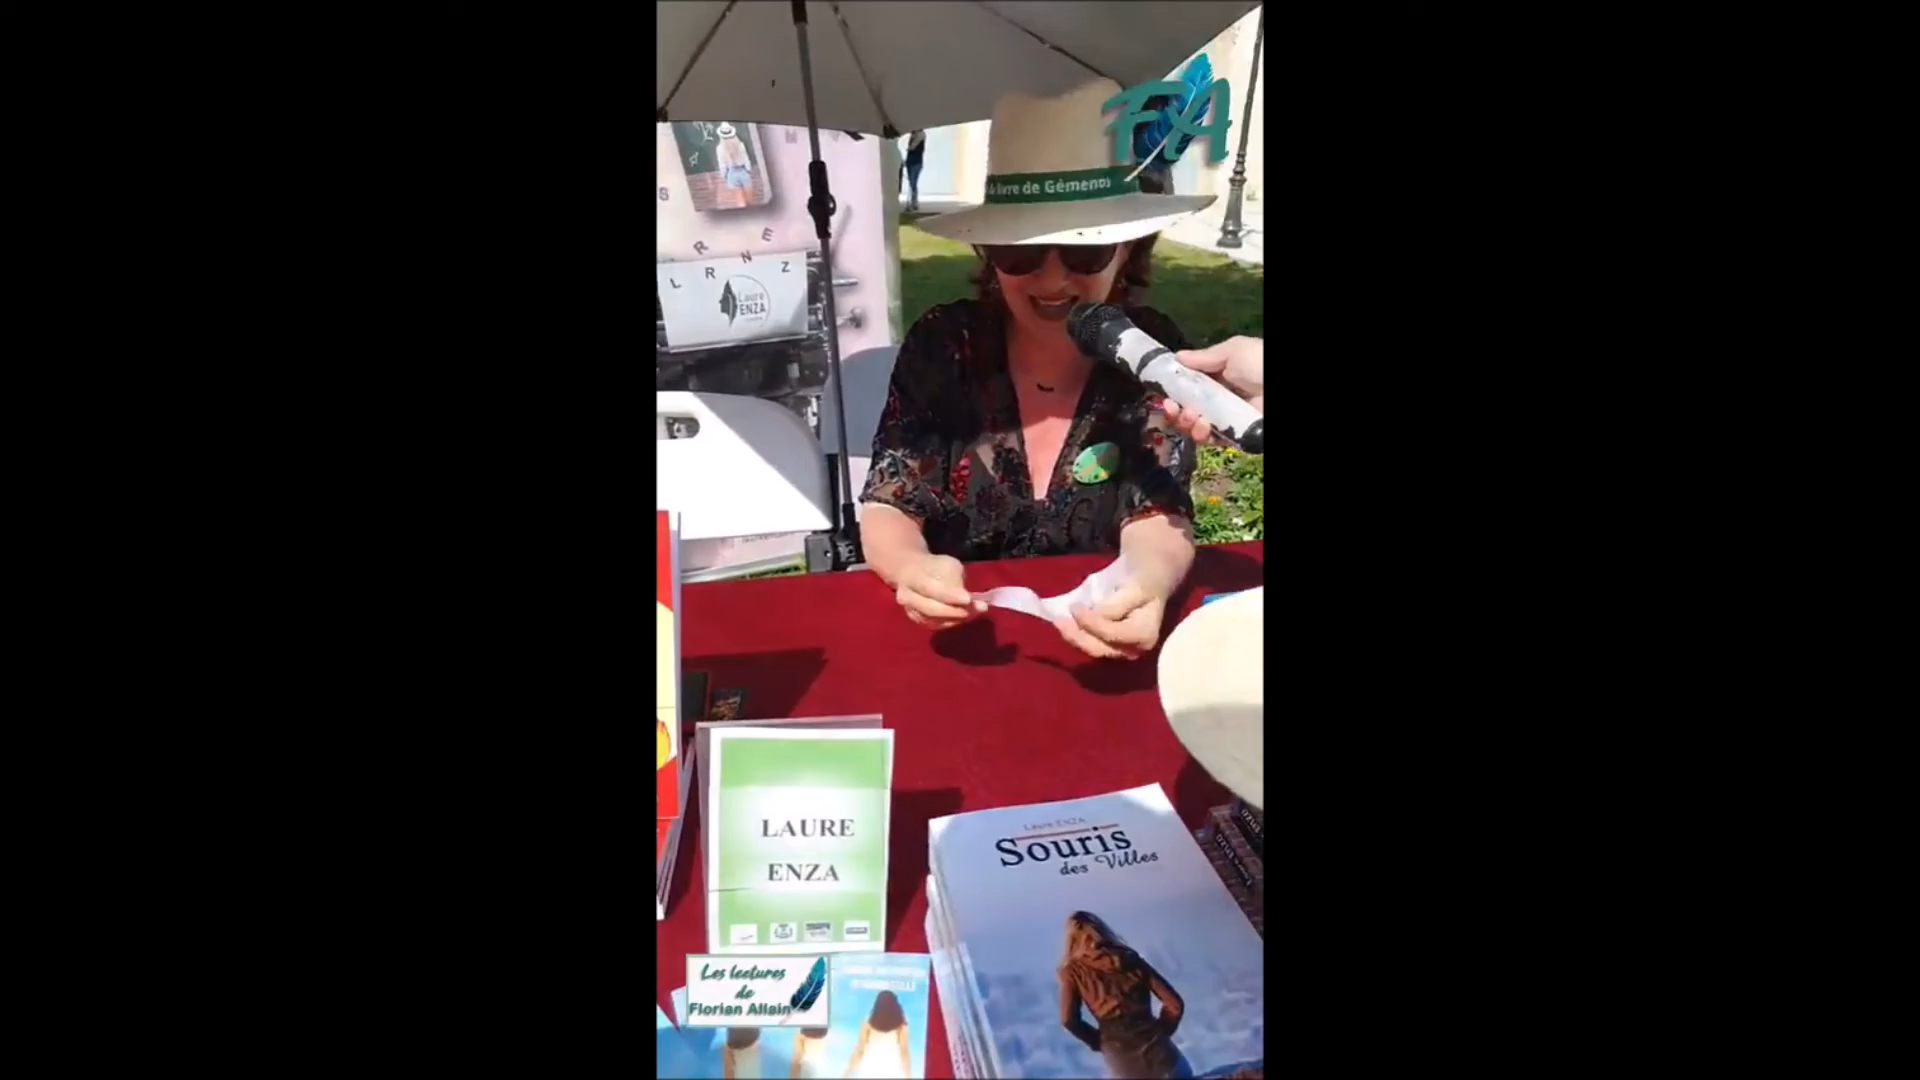 FA
livre de Gémenos
S
R E
L R N Z
Laure
ENZA
LAURE
ENZA
Laure ENZA
Souris
des Villes
Les lectures
de
Florian Allain